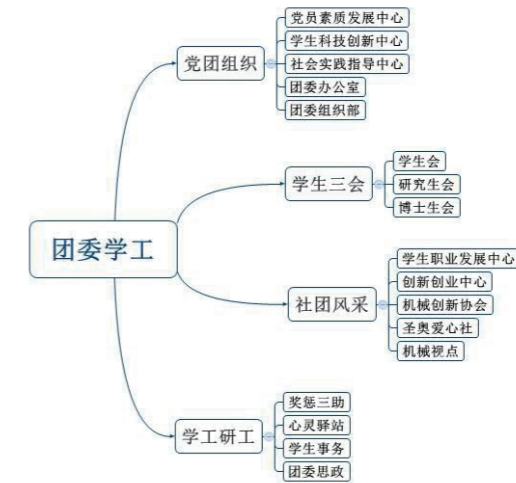 党团组织
党员素质发展中心
学生科技创新中心
社会实践指导中心
团委办公室
团委组织部
学生三会
学生会
研究生会
博士生会
团委学工
社团风采
学生职业发展中心
创新创业中心
机械创新协会
圣奥爱心社
机械视点
学工研工
奖惩三助
心灵驿站
学生事务
团委思政